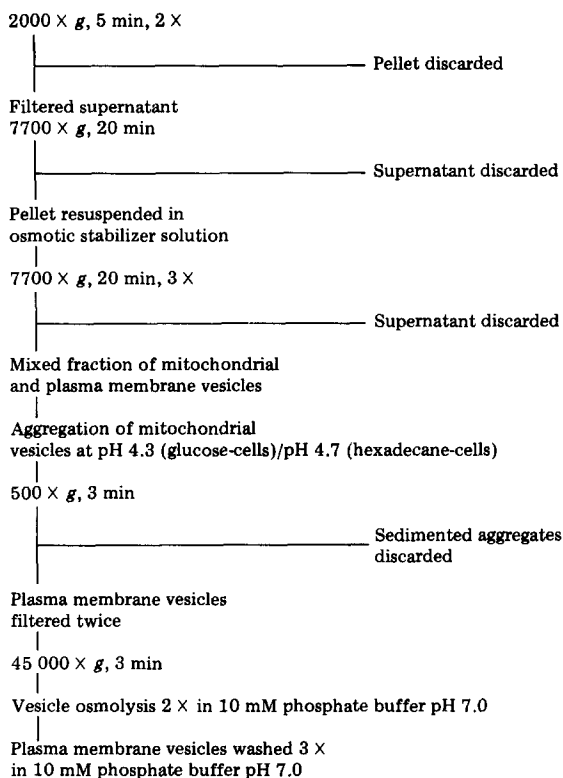 2000 × g, 5 min, 2 ×
Pellet discarded
Filtered supernatant
7700 × g, 20 min
Supernatant discarded
Pellet resuspended in
osmotic stabilizer solution
7700 × g, 20 min, 3 ×
Supernatant discarded
Mixed fraction of mitochondrial
and plasma membrane vesicles
Aggregation of mitochondrial
vesicles at pH 4.3 (glucose-cells)/pH 4.7 (hexadecane-cells)
500 × g, 3 min
Sedimented aggregates
discarded
Plasma membrane vesicles
filtered twice
45 000 × g, 3 min
Vesicle osmolysis 2 × in 10 mM phosphate buffer pH 7.0
Plasma membrane vesicles washed 3 ×
in 10 mM phosphate buffer pH 7.0